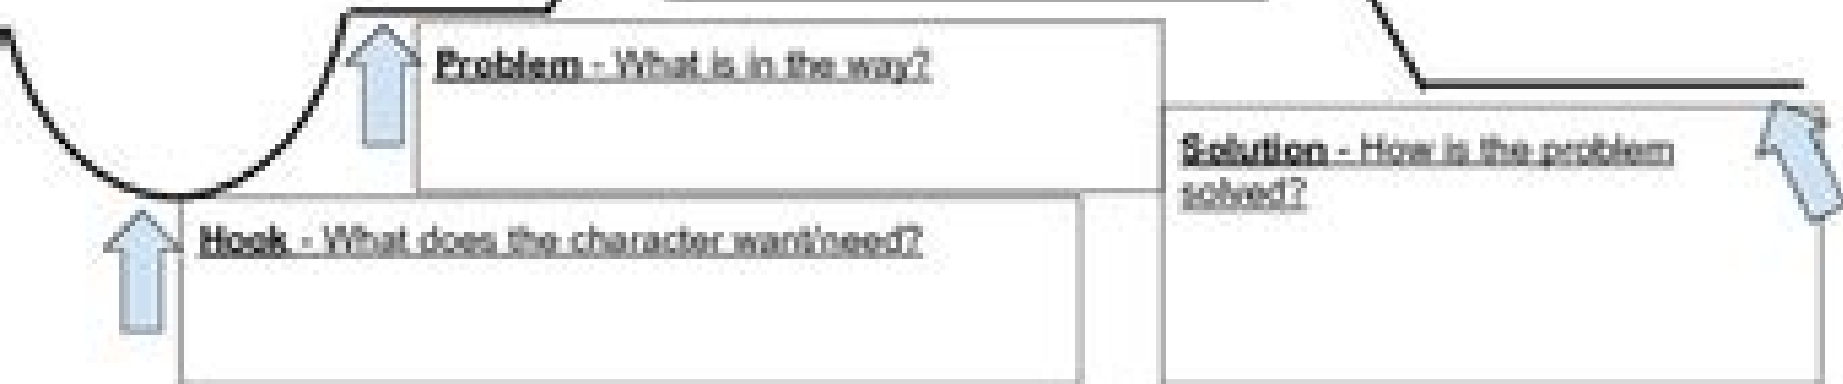 Problem - What is in the way?
Solution - How is the problem
solved?
Hook - What does the character want/need?